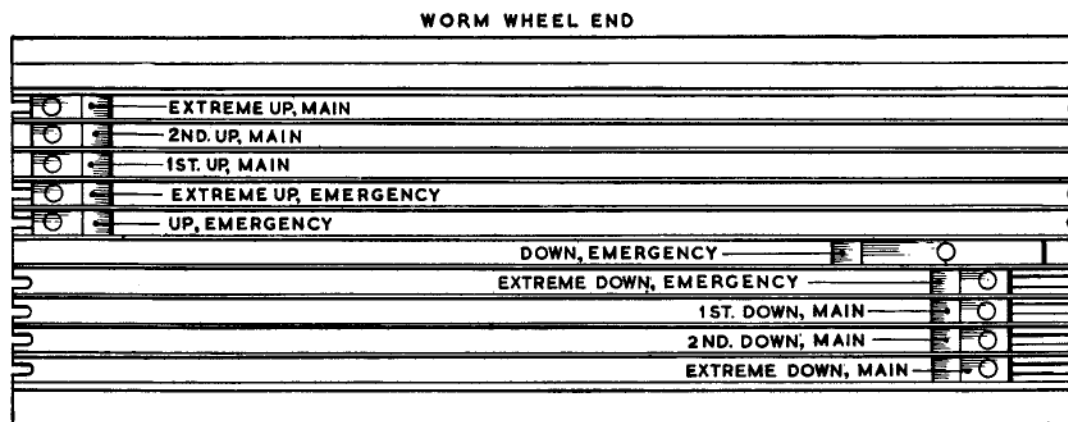 WORM WHEEL END
EXTREME UP, MAIN
2ND. UP, MAIN
1ST. UP, MAIN
EXTREME UP, EMERGENCY
UP, EMERGENCY
DOWN, EMERGENCY
EXTREME DOWN, EMERGENCY
1ST. DOWN, MAIN
2ND. DOWN, MAIN
EXTREME DOWN, MAIN